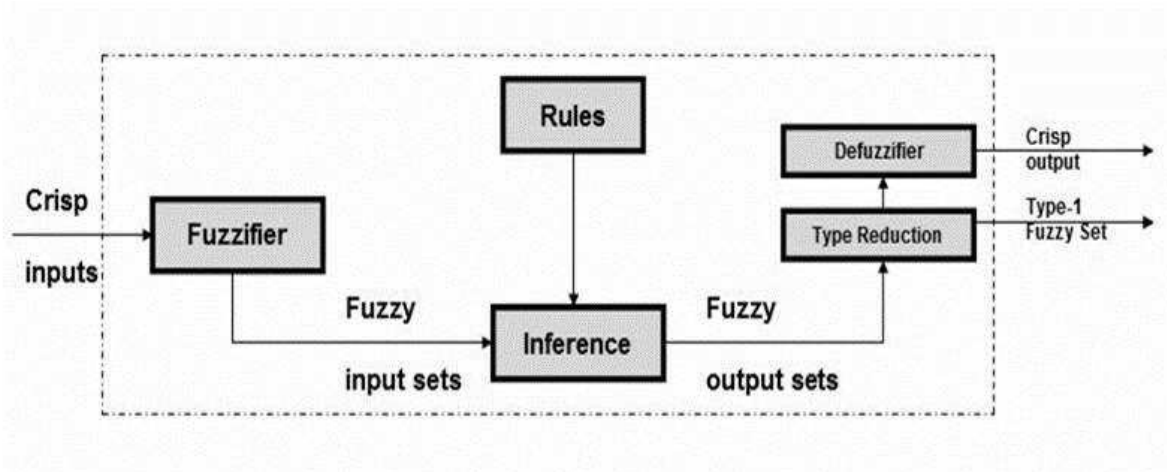 Rules
Defuzzifier
Crisp
output
Crisp
inputs
Fuzzifier
Type Reduction
Type-1
Fuzzy Set
Fuzzy
input sets
Inference
Fuzzy
output sets